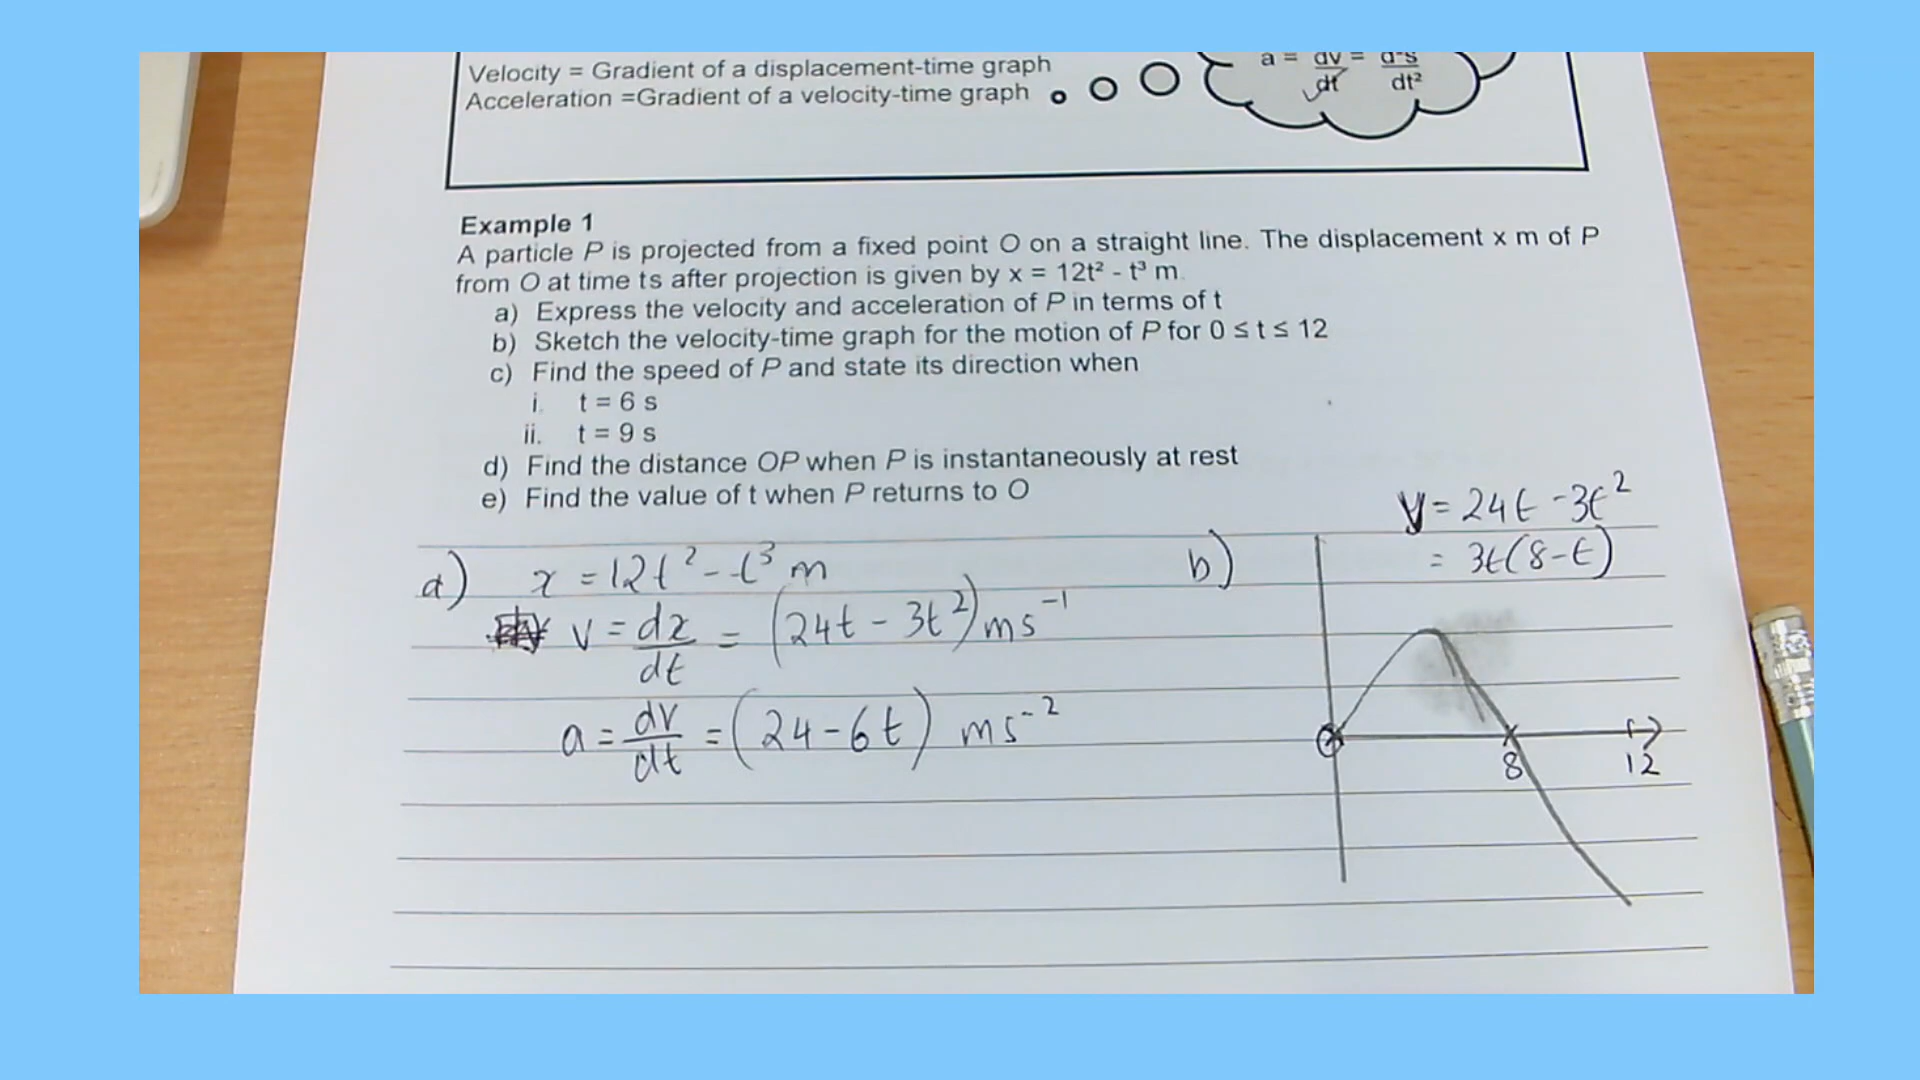 Velocity = Gradient of a displacement-time graph
Acceleration =Gradient of a velocity-time graph
a = dv = d²s
dt dt²
Example 1
A particle P is projected from a fixed point O on a straight line. The displacement x m of P
from O at time ts after projection is given by x = 12t² - t³ m.
a) Express the velocity and acceleration of P in terms of t
b) Sketch the velocity-time graph for the motion of P for 0 ≤ t ≤ 12
c) Find the speed of P and state its direction when
i. t = 6 s
ii. t = 9 s
d) Find the distance OP when P is instantaneously at rest
e) Find the value of t when P returns to O
a) x = 12t² - t³ m
v = dx/dt = (24t - 3t²) ms⁻¹
a = dv/dt = (24 - 6t) ms⁻²
b)
V = 24t - 3t²
= 3t(8-t)
8
12